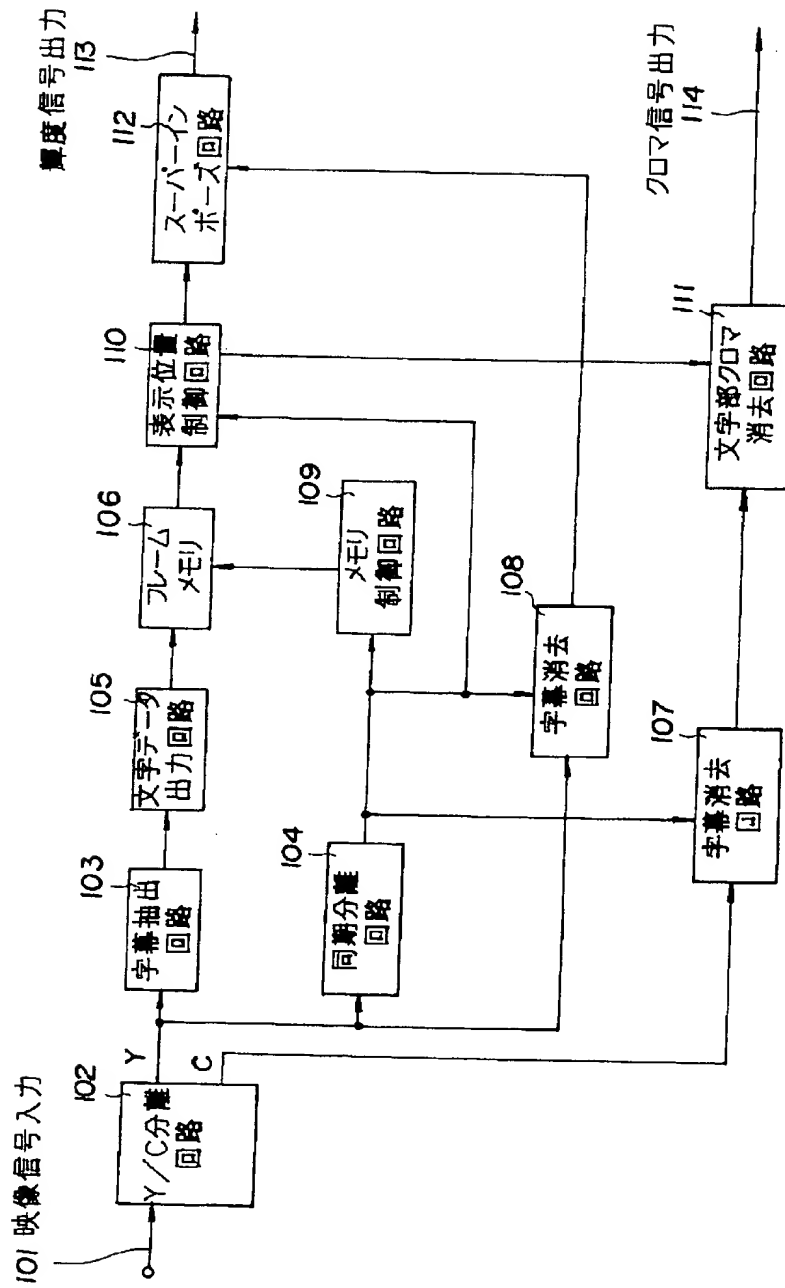 101 映像信号入力
102
Y／C分離
回路
Y
C
103
字幕抽出
回路
105
文字データ
出力回路
106
フレーム
メモリ
110
表示位置
制御回路
112
スーパーイン
ポーズ回路
輝度信号出力
113
104
同期分離
回路
109
メモリ
制御回路
108
字幕消去
回路
107
字幕消去
回路
111
文字部クロマ
消去回路
クロマ信号出力
114